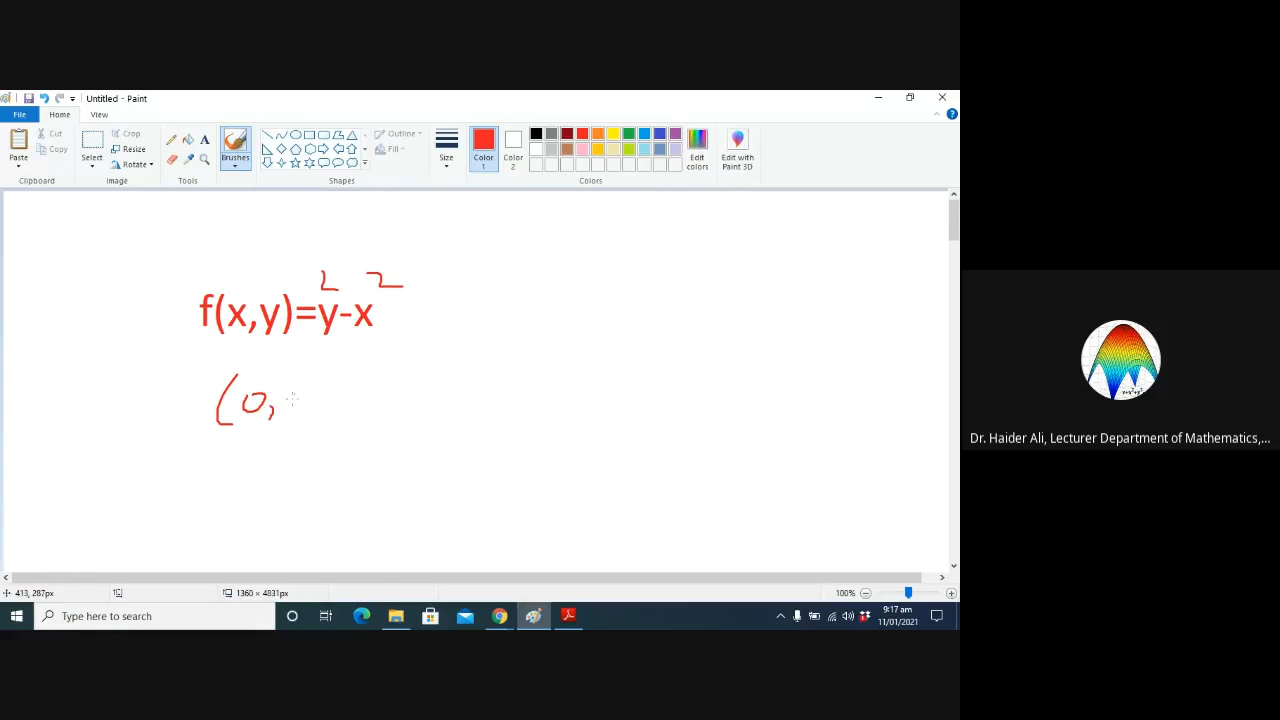 Untitled - Paint
File Home View
Paste Cut Copy Clipboard
Select Crop Resize Rotate Image
Tools
Brushes
Outline Fill Shapes
Size
Color 1 Color 2
Edit colors Colors
Edit with Paint 3D
f(x,y)=y²-x²
(0,
x+x²+y²
Dr. Haider Ali, Lecturer Department of Mathematics,...
413, 287px 1360 × 4831px 100%
Type here to search
9:17 am
11/01/2021